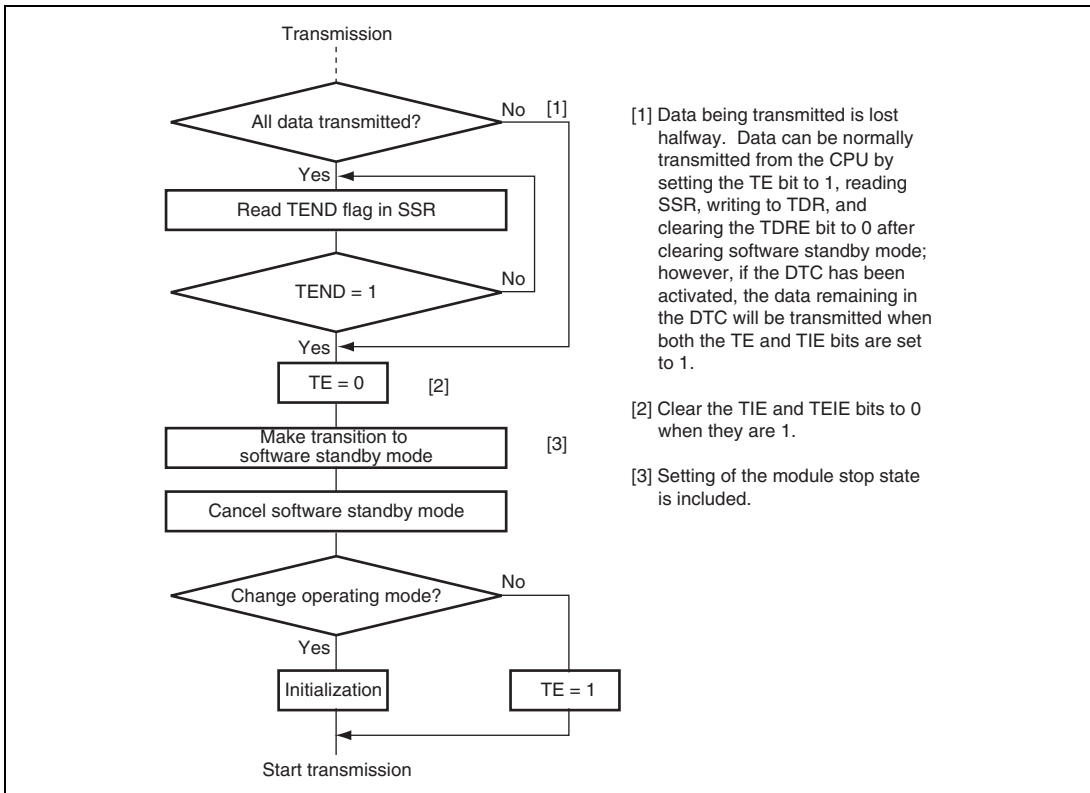 Transmission
All data transmitted?
No
[1]
Yes
Read TEND flag in SSR
TEND = 1
No
Yes
TE = 0
[2]
Make transition to
software standby mode
[3]
Cancel software standby mode
Change operating mode?
No
Yes
Initialization
TE = 1
Start transmission
[1] Data being transmitted is lost
halfway. Data can be normally
transmitted from the CPU by
setting the TE bit to 1, reading
SSR, writing to TDR, and
clearing the TDRE bit to 0 after
clearing software standby mode;
however, if the DTC has been
activated, the data remaining in
the DTC will be transmitted when
both the TE and TIE bits are set
to 1.
[2] Clear the TIE and TEIE bits to 0
when they are 1.
[3] Setting of the module stop state
is included.